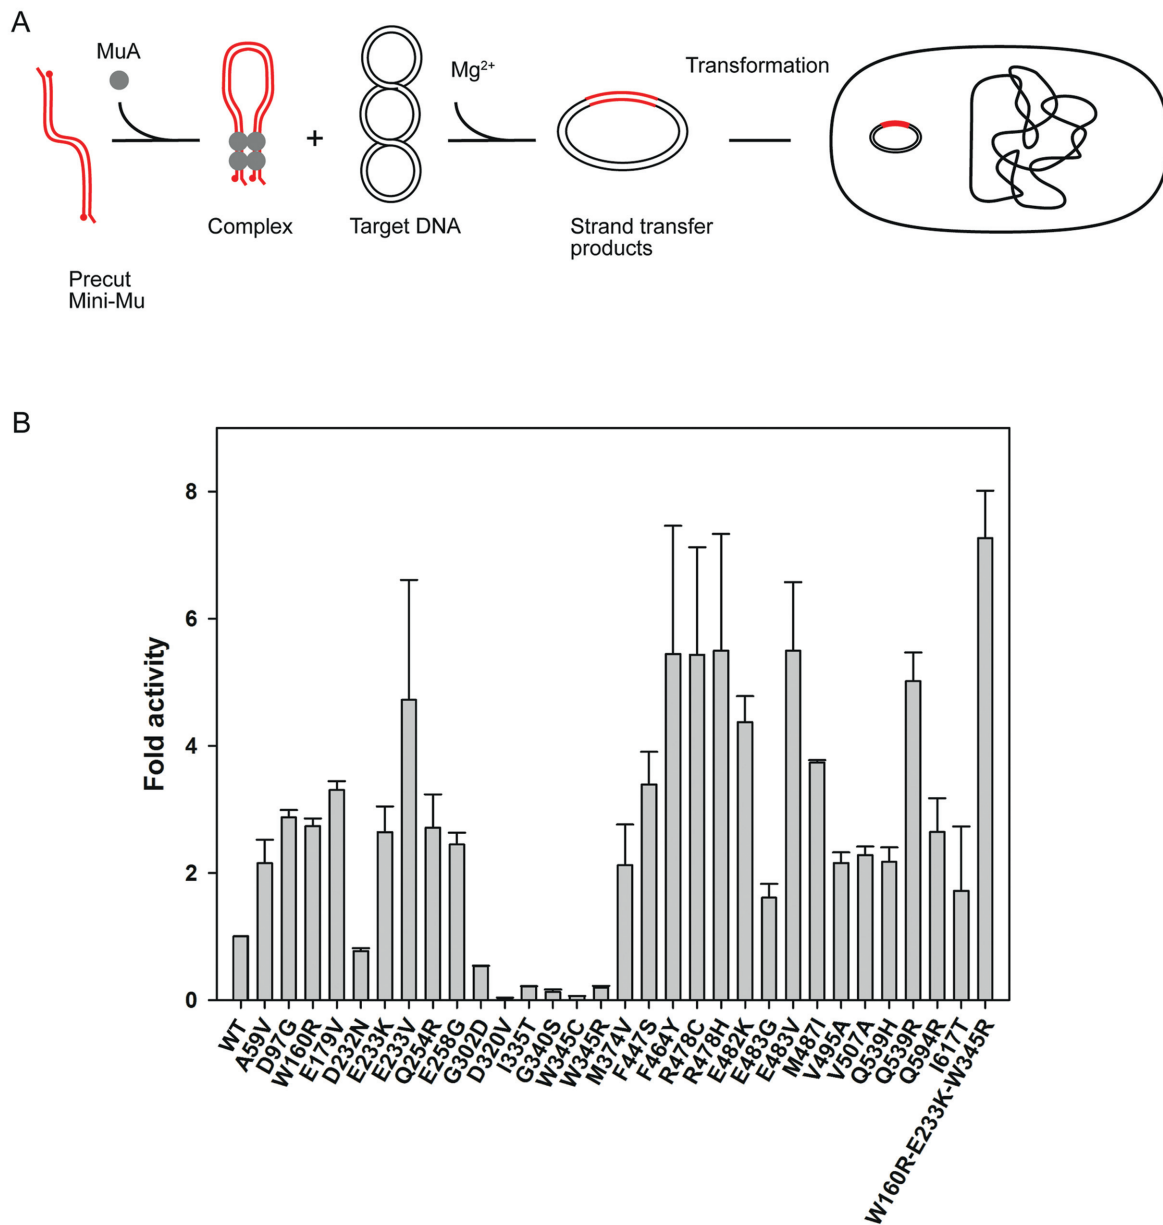 A
MuA
Mg²⁺
Transformation
+
Complex
Target DNA
Strand transfer
products
Precut
Mini-Mu
B
Fold activity
8
6
4
2
0
WT
A59V
D97G
W160R
E179V
D232N
E233K
E233V
Q254R
E258G
G302D
D320V
I335T
G340S
W345C
W345R
M374V
F447S
F464Y
R478C
R478H
E482K
E483G
E483V
M487I
V495A
V507A
Q539H
Q539R
Q594R
I617T
W160R-E233K-W345R